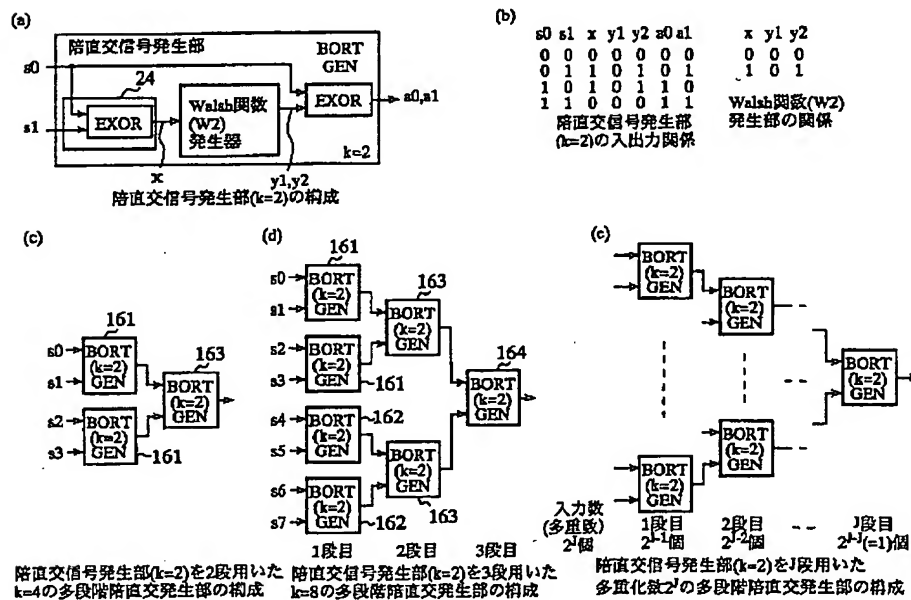 (a)
陪直交信号発生部
BORT
GEN
s0
24
EXOR
s1
Walsh関数
(W2)
発生器
EXOR
a0,a1
k=2
x
y1,y2
陪直交信号発生部(k=2)の構成
(b)
s0 s1 x y1 y2 a0 a1
0 0 0 0 0 0 0
0 1 1 0 1 0 1
1 0 1 0 1 1 0
1 1 0 0 0 1 1
陪直交信号発生部
(k=2)の入出力関係
x y1 y2
0 0 0
1 0 1
Walsh関数(W2)
発生部の関係
(c)
161
s0
s1
BORT
(k=2)
GEN
163
BORT
(k=2)
GEN
s2
s3
BORT
(k=2)
GEN
161
陪直交信号発生部(k=2)を2段用いた
k=4の多段階陪直交発生部の構成
(d)
161
s0
s1
BORT
(k=2)
GEN
163
BORT
(k=2)
GEN
s2
s3
BORT
(k=2)
GEN
161
164
BORT
(k=2)
GEN
s4
s5
BORT
(k=2)
GEN
162
BORT
(k=2)
GEN
163
s6
s7
BORT
(k=2)
GEN
162
1段目 2段目 3段目
陪直交信号発生部(k=2)を3段用いた
k=8の多段階陪直交発生部の構成
(e)
BORT
(k=2)
GEN
BORT
(k=2)
GEN
BORT
(k=2)
GEN
BORT
(k=2)
GEN
BORT
(k=2)
GEN
入力数
(多重数)
2^J個
1段目
2^J-1個
2段目
2^J-2個
J段目
2^J-J(=1)個
陪直交信号発生部(k=2)をJ段用いた
多重化数2^Jの多段階陪直交発生部の構成